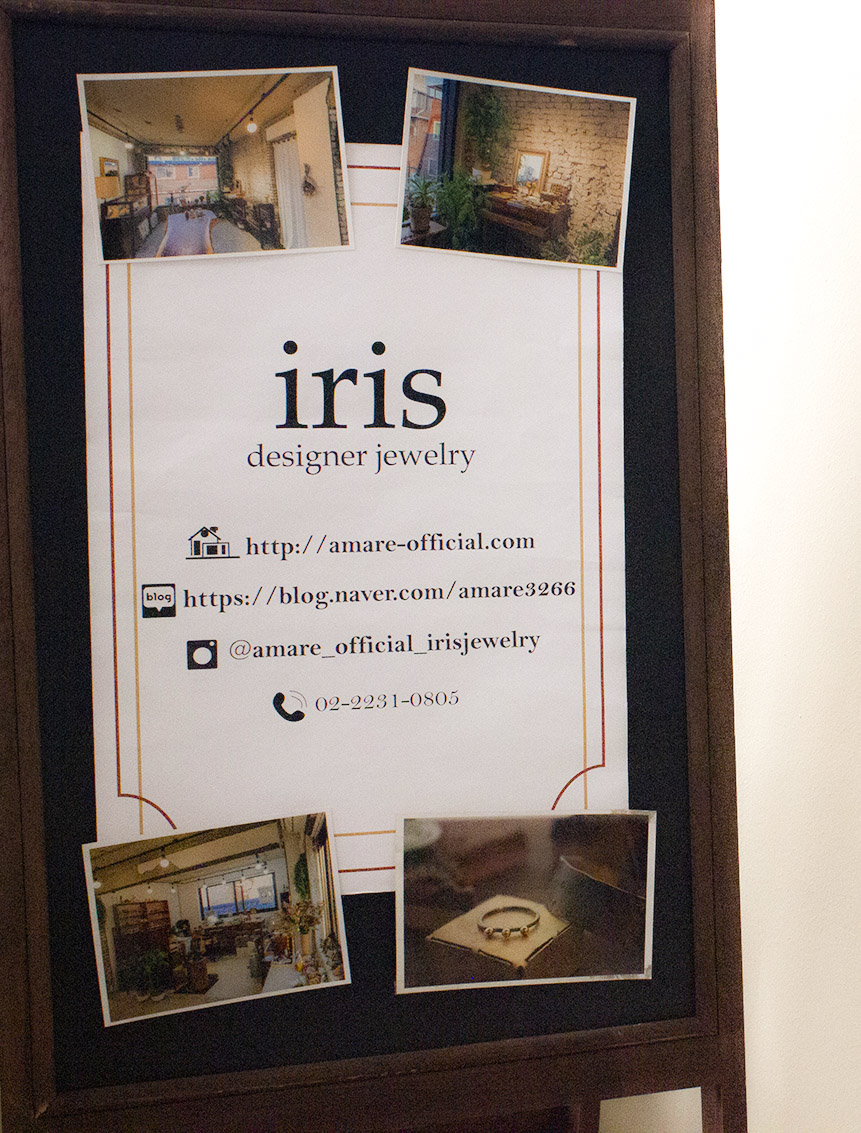 iris
designer jewelry
http://amare-official.com
blog
https://blog.naver.com/amare3266
@amare_official_irisjewelry
02-2231-0805